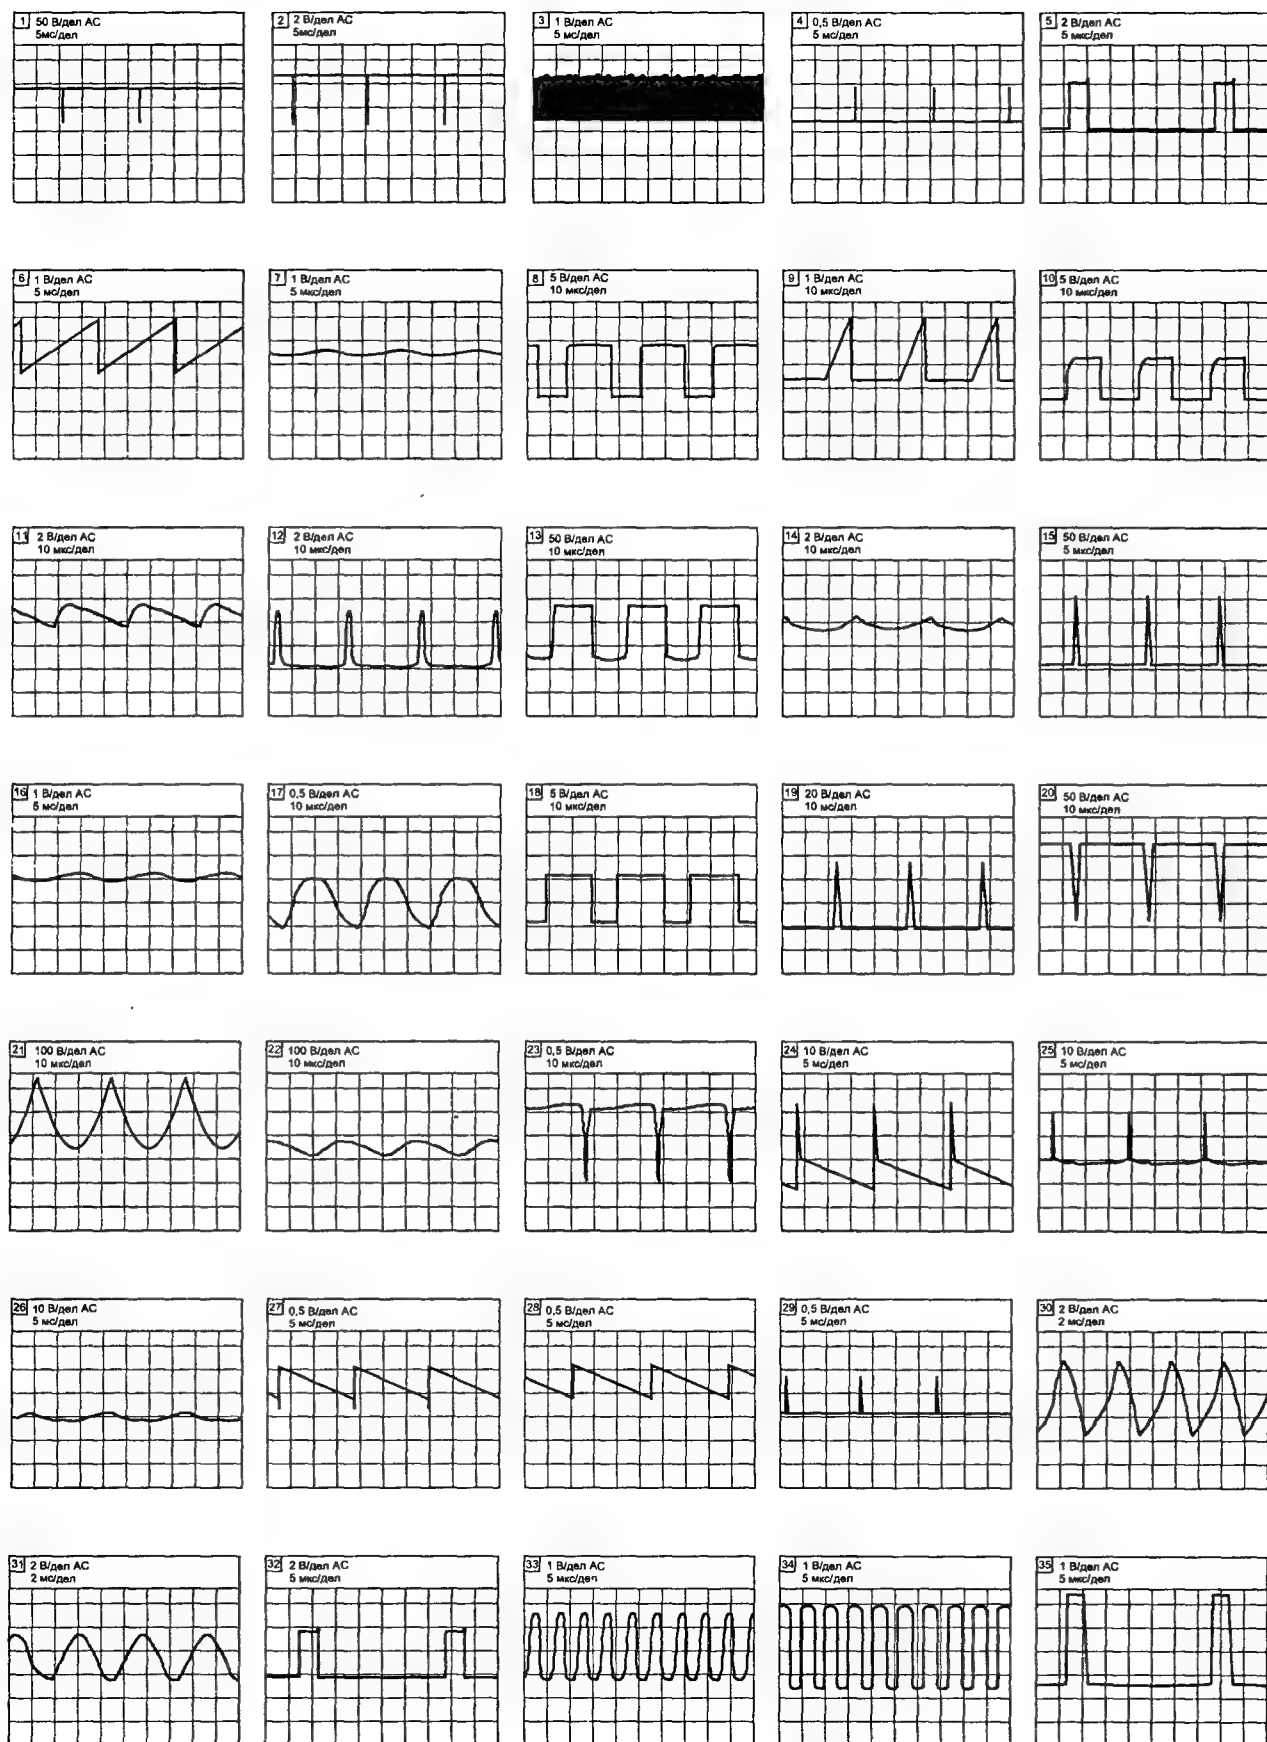 1 50 В/дел AC
5мс/дел
2 2 В/дел AC
5мс/дел
3 1 В/дел AC
5 мс/дел
4 0,5 В/дел AC
5 мс/дел
5 2 В/дел AC
5 мкс/дел
6 1 В/дел AC
5 мс/дел
7 1 В/дел AC
5 мкс/дел
8 5 В/дел AC
10 мкс/дел
9 1 В/дел AC
10 мкс/дел
10 5 В/дел AC
10 мкс/дел
11 2 В/дел AC
10 мкс/дел
12 2 В/дел AC
10 мкс/дел
13 50 В/дел AC
10 мкс/дел
14 2 В/дел AC
10 мкс/дел
15 50 В/дел AC
5 мкс/дел
16 1 В/дел AC
5 мс/дел
17 0,5 В/дел AC
10 мкс/дел
18 5 В/дел AC
10 мкс/дел
19 20 В/дел AC
10 мс/дел
20 50 В/дел AC
10 мкс/дел
21 100 В/дел AC
10 мкс/дел
22 100 В/дел AC
10 мкс/дел
23 0,5 В/дел AC
10 мкс/дел
24 10 В/дел AC
5 мс/дел
25 10 В/дел AC
5 мс/дел
26 10 В/дел AC
5 мс/дел
27 0,5 В/дел AC
5 мс/дел
28 0,5 В/дел AC
5 мс/дел
29 0,5 В/дел AC
5 мс/дел
30 2 В/дел AC
2 мс/дел
31 2 В/дел AC
2 мс/дел
32 2 В/дел AC
5 мкс/дел
33 1 В/дел AC
5 мкс/дел
34 1 В/дел AC
5 мкс/дел
35 1 В/дел AC
5 мкс/дел